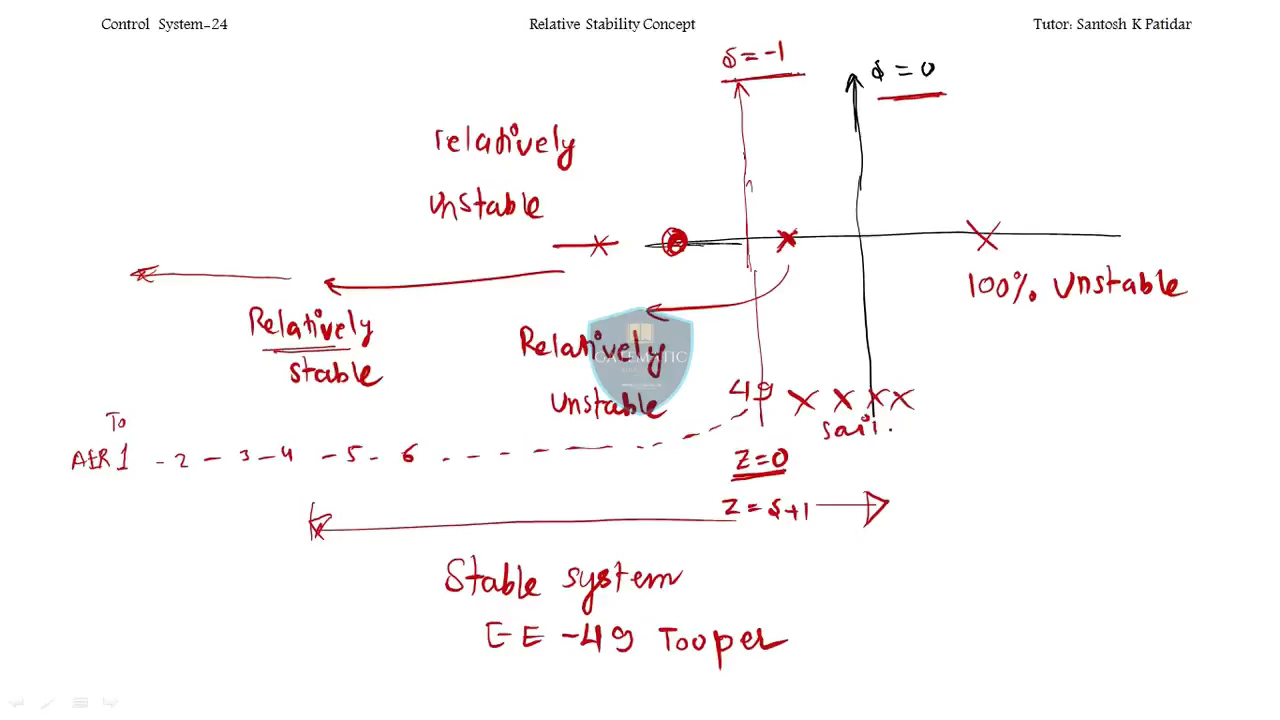 Control System-24
Relative Stability Concept
Tutor: Santosh K Patidar
s = -1
s = 0
relatively
unstable
100% Unstable
Relatively
stable
Relatively
Unstable
GATEMATIC
49
To
AIR 1 - 2 - 3 - 4 - 5 - 6
Z=0
Z = s+1
Stable system
EE -49 Tooper